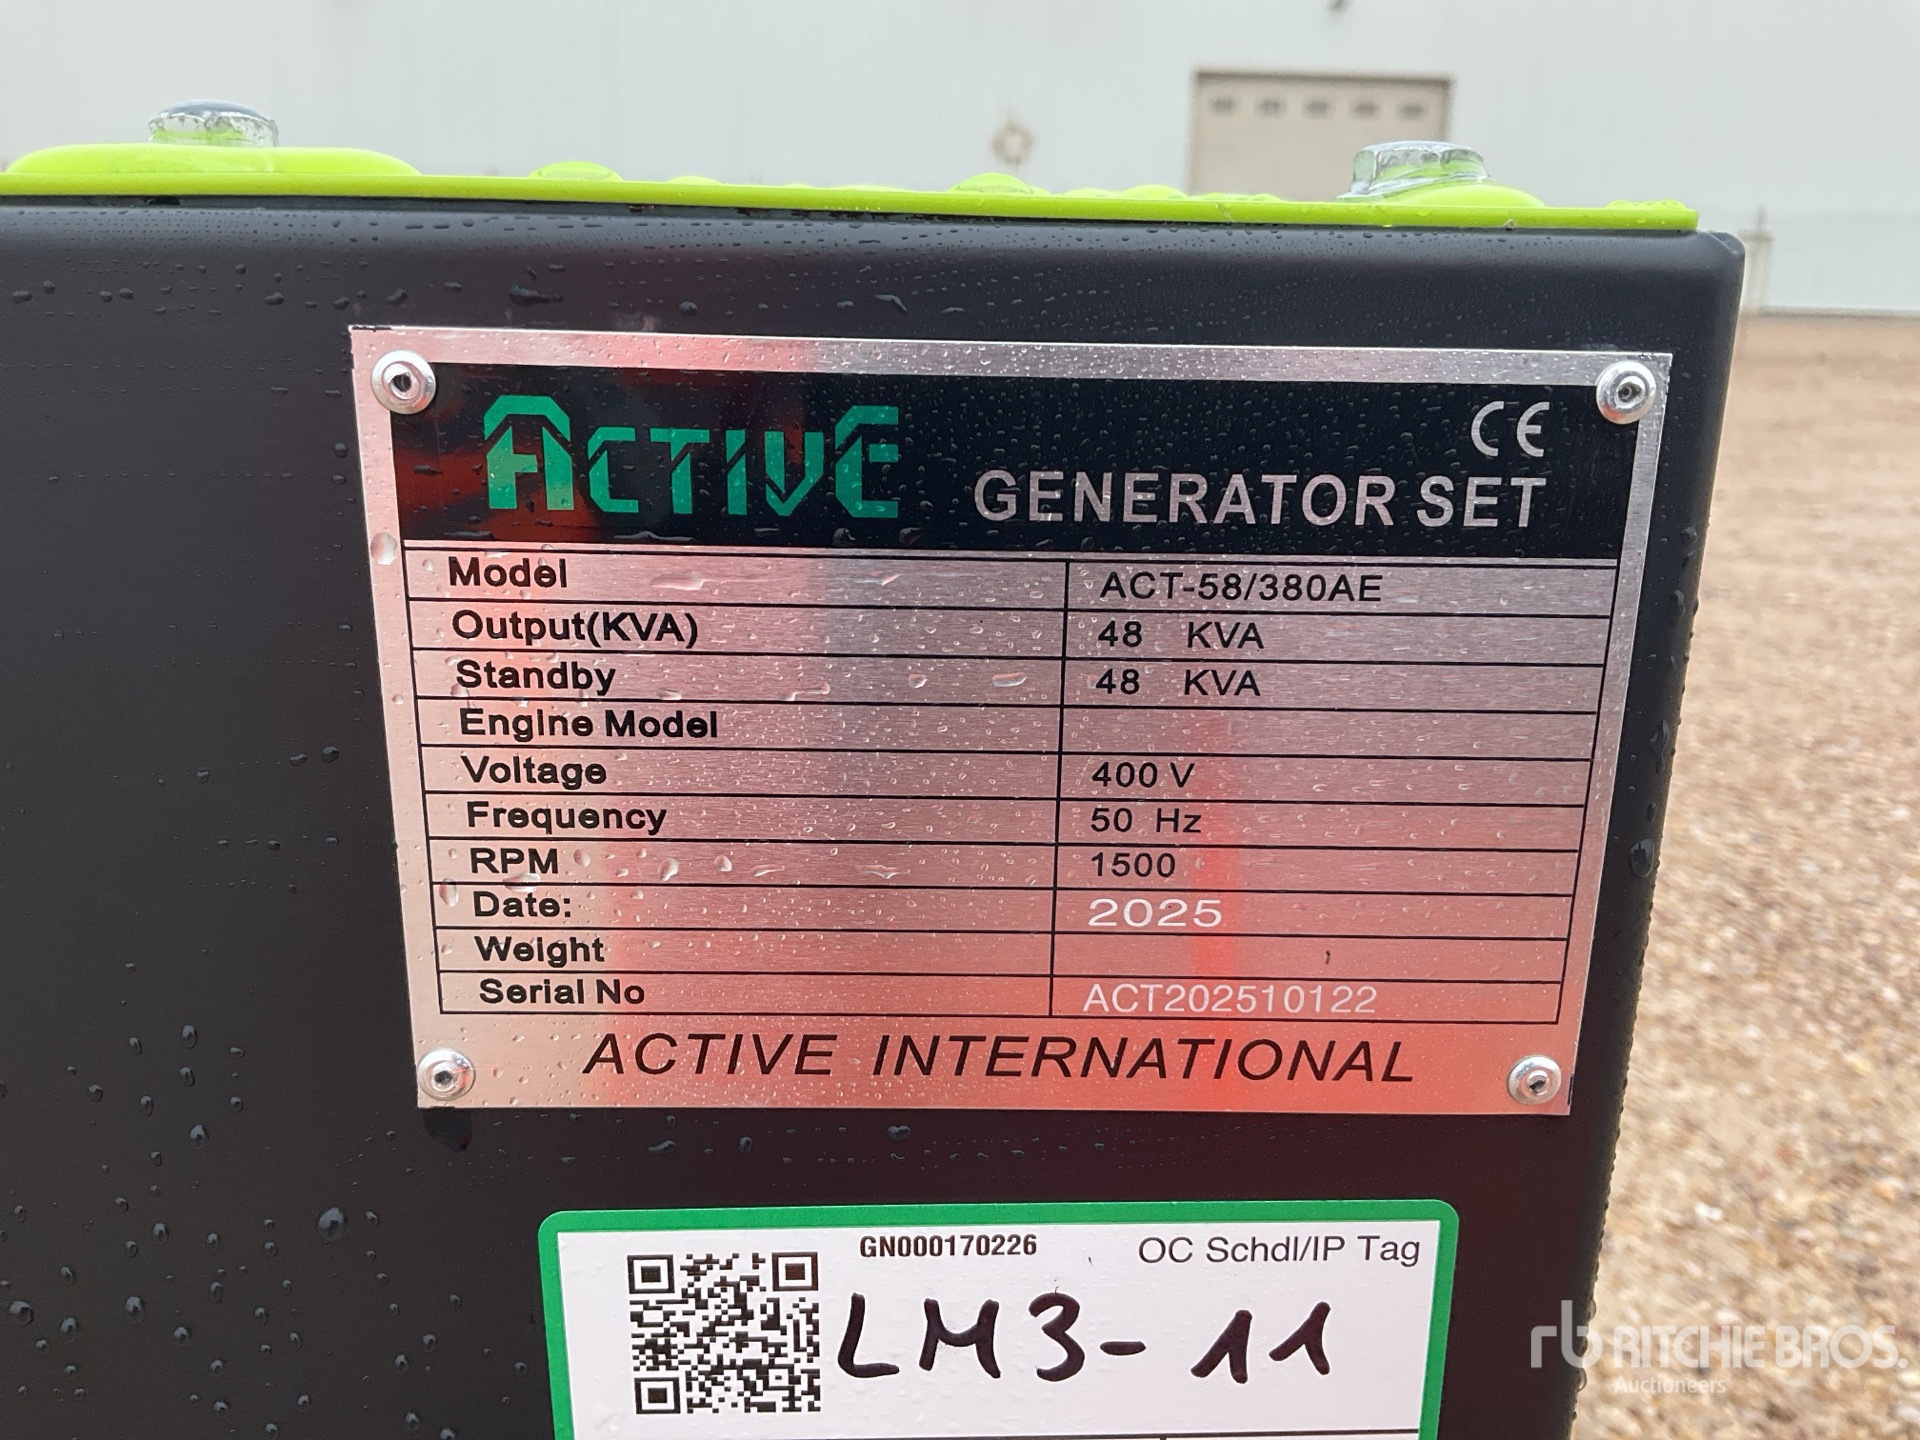 ACTIVE GENERATOR SET CE
Model ACT-58/380AE
Output(KVA) 48 KVA
Standby 48 KVA
Engine Model
Voltage 400 V
Frequency 50 Hz
RPM 1500
Date: 2025
Weight
Serial No ACT202510122
ACTIVE INTERNATIONAL
GN000170226 OC Schdl/IP Tag
LM3-11
rb RITCHIE BROS.
Auctioneers